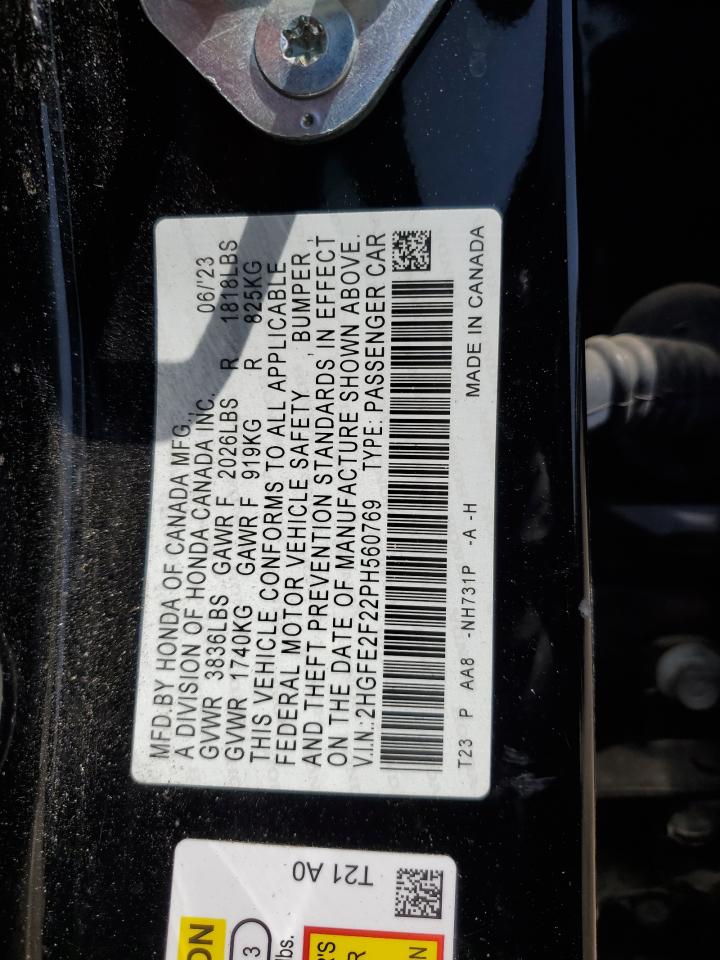 MFD.BY HONDA OF CANADA MFG., 06/'23
A DIVISION OF HONDA CANADA INC.
GVWR 3836LBS GAWR F 2026LBS R 1818LBS
GVWR 1740KG GAWR F 919KG R 825KG
THIS VEHICLE CONFORMS TO ALL APPLICABLE
FEDERAL MOTOR VEHICLE SAFETY , BUMPER ,
AND THEFT PREVENTION STANDARDS IN EFFECT
ON THE DATE OF MANUFACTURE SHOWN ABOVE.
V.I.N.:2HGFE2F22PH560769 TYPE: PASSENGER CAR
T23 P AA8 -NH731P -A -H MADE IN CANADA
T21 A0
3
lbs.